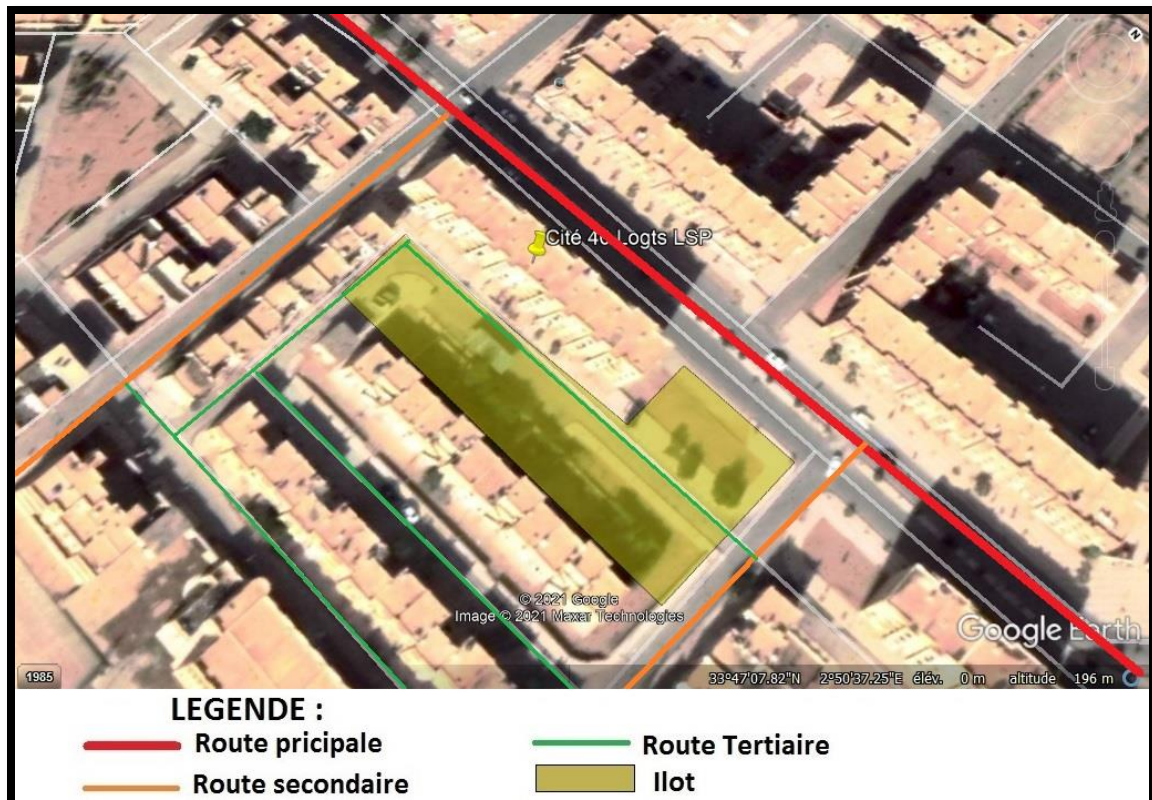 N
Cité 40 Logts LSP
© 2021 Google
Image © 2021 Maxar Technologies
Google Earth
1985
33°47'07.82"N 2°50'37.25"E élév. 0 m altitude 196 m
LEGENDE :
Route pricipale
Route Tertiaire
Route secondaire
Ilot